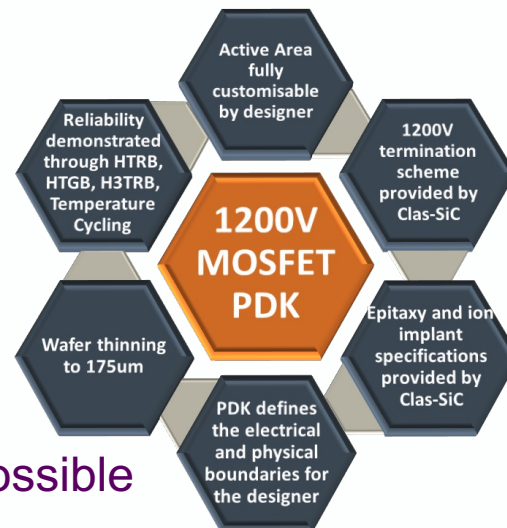 Active Area
fully
customisable
by designer
Reliability
demonstrated
through HTRB,
HTGB, H3TRB,
Temperature
Cycling
1200V
termination
scheme
provided by
Clas-SiC
1200V
MOSFET
PDK
Wafer thinning
to 175um
Epitaxy and ion
implant
specifications
provided by
Clas-SiC
PDK defines
the electrical
and physical
boundaries for
the designer